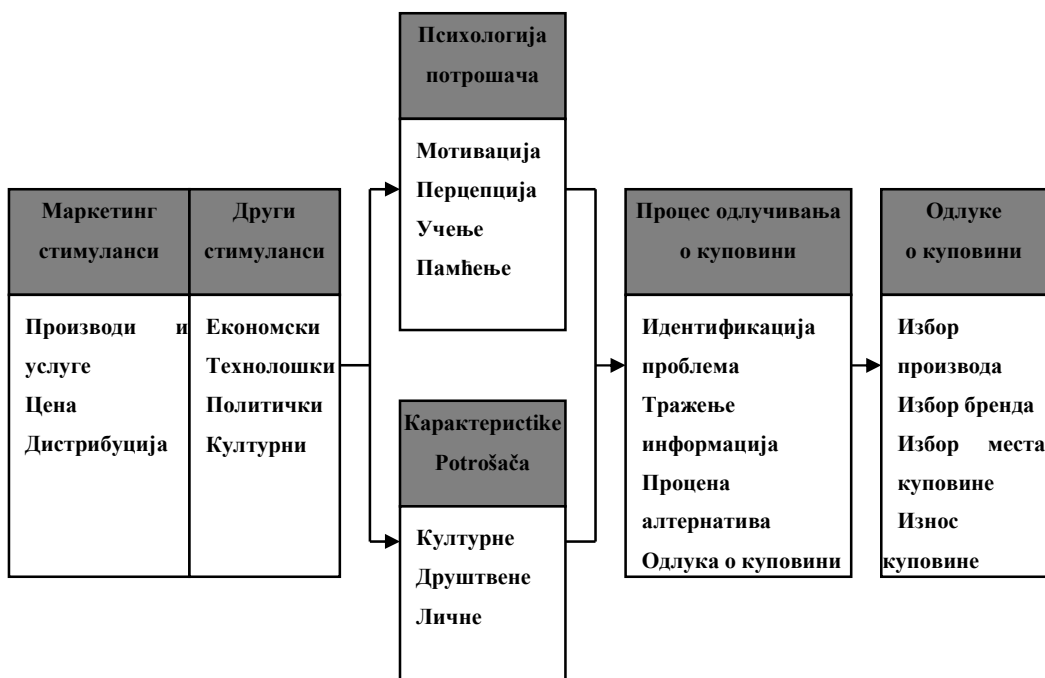 Маркетинг
стимуланси
Производи и
услуге
Цена
Дистрибуција
Други
стимуланси
Економски
Технолошки
Политички
Културни
Психологија
потрошача
Мотивација
Перцепција
Учење
Памћење
Карактериctike
Potrošača
Културне
Друштвене
Личне
Процес одлучивања
о куповини
Идентификација
проблема
Тражење
информација
Процена
алтернатива
Одлука о куповини
Одлуке
о куповини
Избор
производа
Избор бренда
Избор места
куповине
Износ
куповине